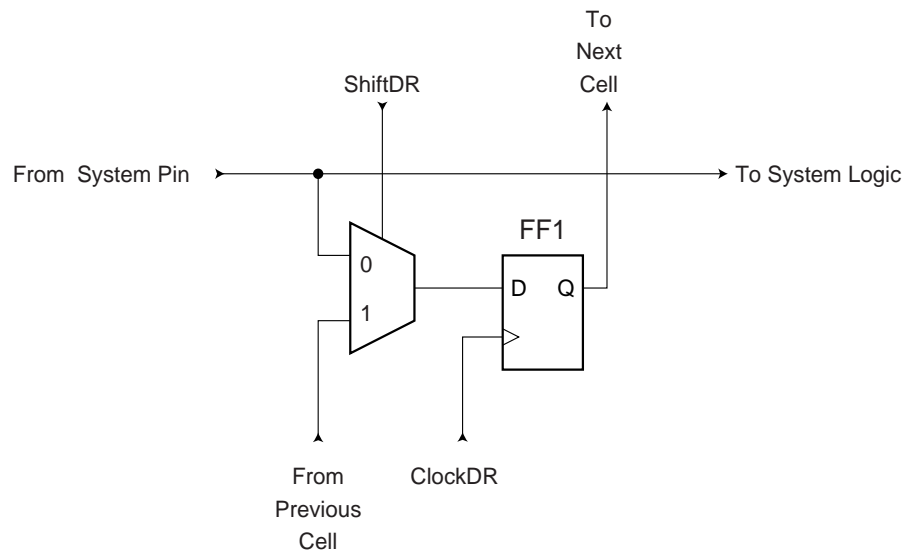 To
Next
Cell
ShiftDR
From System Pin
To System Logic
FF1
0
D Q
1
From
Previous
Cell
ClockDR